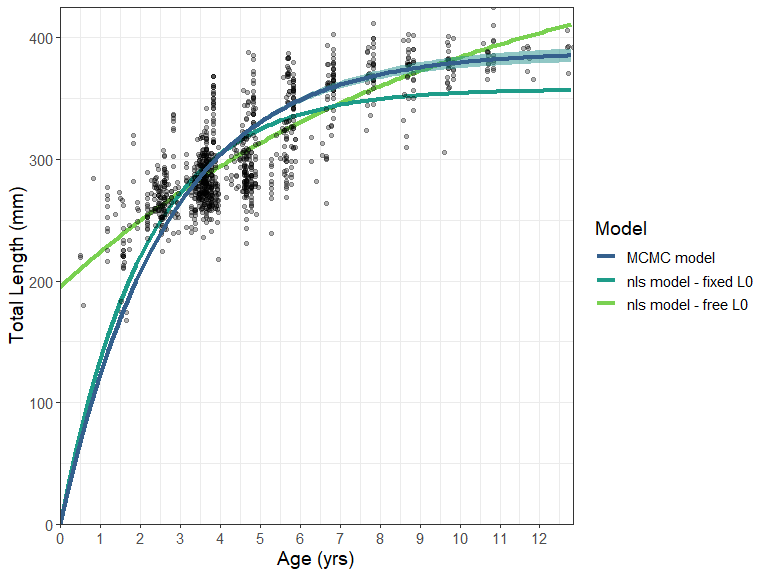 400
300
200
100
0
Total Length (mm)
0 1 2 3 4 5 6 7 8 9 10 11 12
Age (yrs)
Model
MCMC model
nls model - fixed L0
nls model - free L0